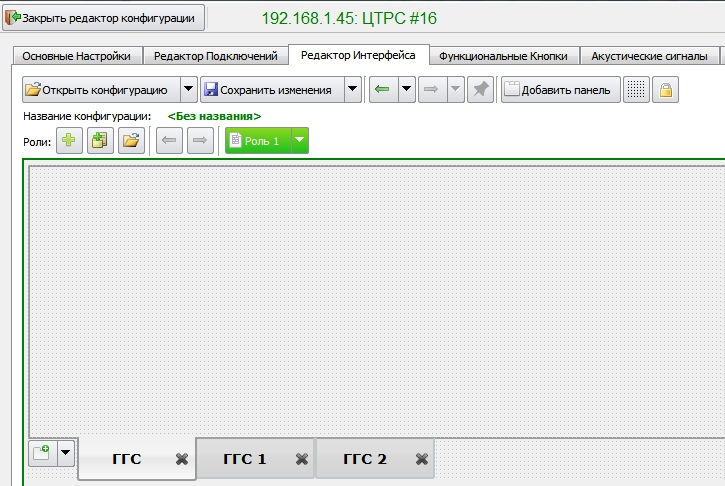 Закрыть редактор конфигурации
192.168.1.45: ЦТРС #16
Основные Настройки
Редактор Подключений
Редактор Интерфейса
Функциональные Кнопки
Акустические сигналы
Открыть конфигурацию
Сохранить изменения
Добавить панель
Название конфигурации: <Без названия>
Роли:
Роль 1
ГГС
ГГС 1
ГГС 2